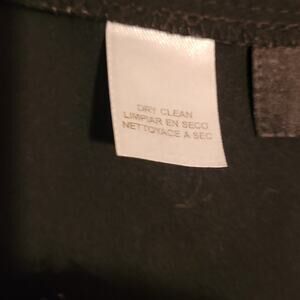 DRY CLEAN
LIMPIAR EN SECO
NETTOYAGE A SEC